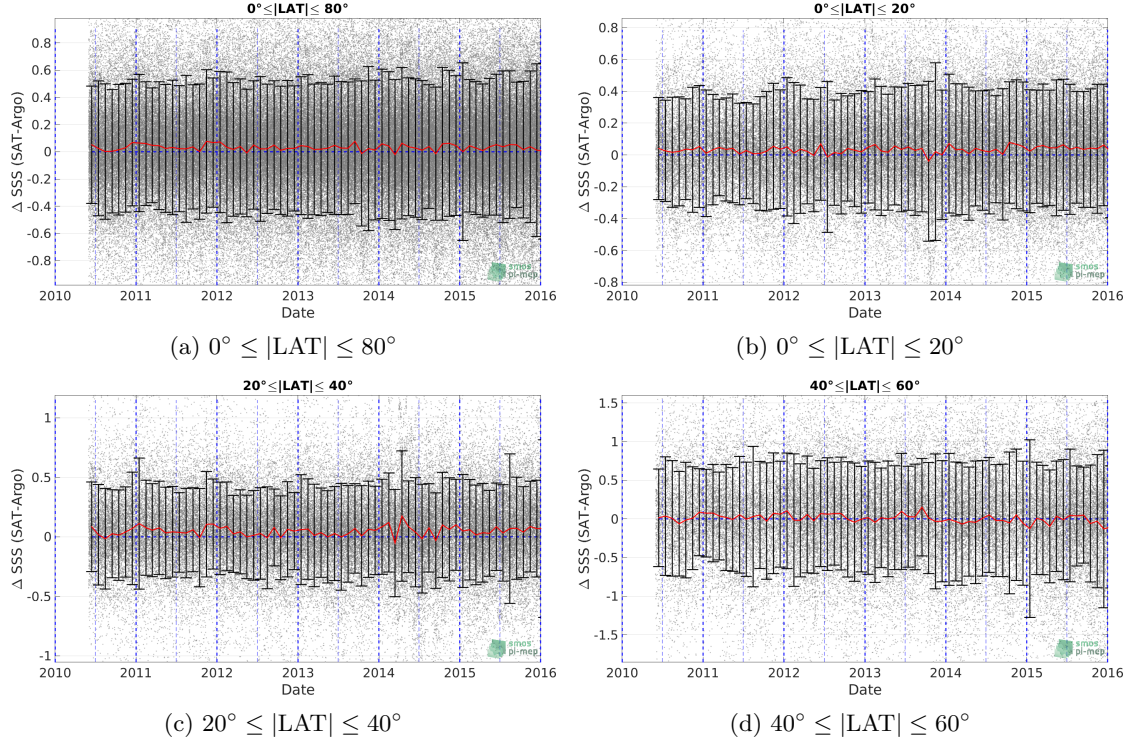 0°≤|LAT|≤ 80°
0.8
0.6
0.4
0.2
0
-0.2
-0.4
-0.6
-0.8
Δ SSS (SAT-Argo)
2010 2011 2012 2013 2014 2015 2016
Date
smos
pi-mep
(a) 0° ≤ |LAT| ≤ 80°
0°≤|LAT|≤ 20°
0.8
0.6
0.4
0.2
0
-0.2
-0.4
-0.6
-0.8
Δ SSS (SAT-Argo)
2010 2011 2012 2013 2014 2015 2016
Date
smos
pi-mep
(b) 0° ≤ |LAT| ≤ 20°
20°≤|LAT|≤ 40°
1
0.5
0
-0.5
-1
Δ SSS (SAT-Argo)
2010 2011 2012 2013 2014 2015 2016
Date
smos
pi-mep
(c) 20° ≤ |LAT| ≤ 40°
40°≤|LAT|≤ 60°
1.5
1
0.5
0
-0.5
-1
-1.5
Δ SSS (SAT-Argo)
2010 2011 2012 2013 2014 2015 2016
Date
smos
pi-mep
(d) 40° ≤ |LAT| ≤ 60°